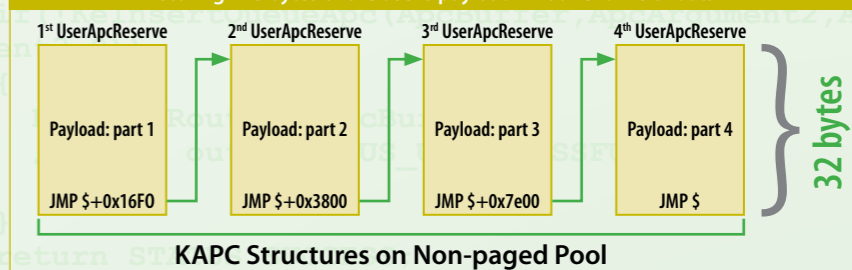 1st UserApcReserve
2nd UserApcReserve
3rd UserApcReserve
4th UserApcReserve
Payload: part 1
Payload: part 2
Payload: part 3
Payload: part 4
JMP $+0x16F0
JMP $+0x3800
JMP $+0x7e00
JMP $
32 bytes
KAPC Structures on Non-paged Pool